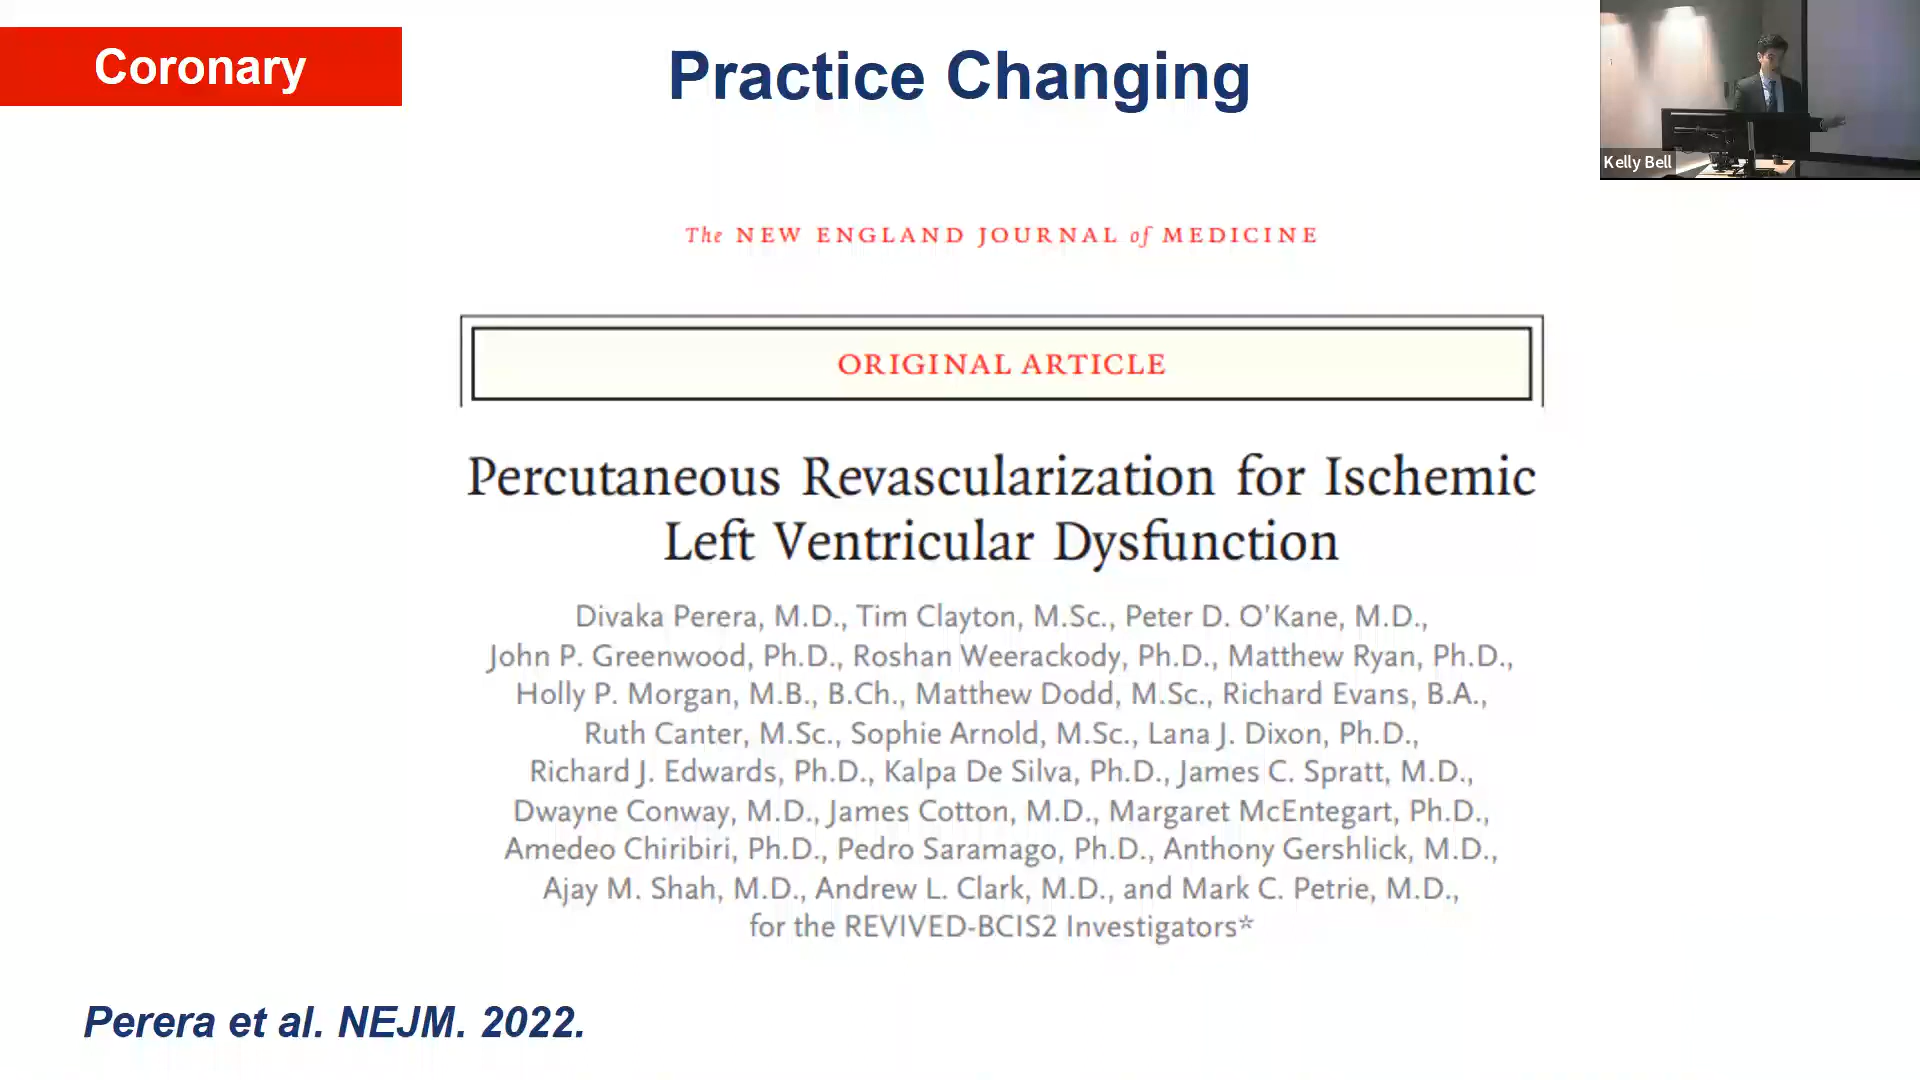 Coronary
Practice Changing
Kelly Bell
The NEW ENGLAND JOURNAL of MEDICINE
ORIGINAL ARTICLE
Percutaneous Revascularization for Ischemic
Left Ventricular Dysfunction
Divaka Perera, M.D., Tim Clayton, M.Sc., Peter D. O’Kane, M.D.,
John P. Greenwood, Ph.D., Roshan Weerackody, Ph.D., Matthew Ryan, Ph.D.,
Holly P. Morgan, M.B., B.Ch., Matthew Dodd, M.Sc., Richard Evans, B.A.,
Ruth Canter, M.Sc., Sophie Arnold, M.Sc., Lana J. Dixon, Ph.D.,
Richard J. Edwards, Ph.D., Kalpa De Silva, Ph.D., James C. Spratt, M.D.,
Dwayne Conway, M.D., James Cotton, M.D., Margaret McEntegart, Ph.D.,
Amedeo Chiribiri, Ph.D., Pedro Saramago, Ph.D., Anthony Gershlick, M.D.,
Ajay M. Shah, M.D., Andrew L. Clark, M.D., and Mark C. Petrie, M.D.,
for the REVIVED-BCIS2 Investigators*
Perera et al. NEJM. 2022.